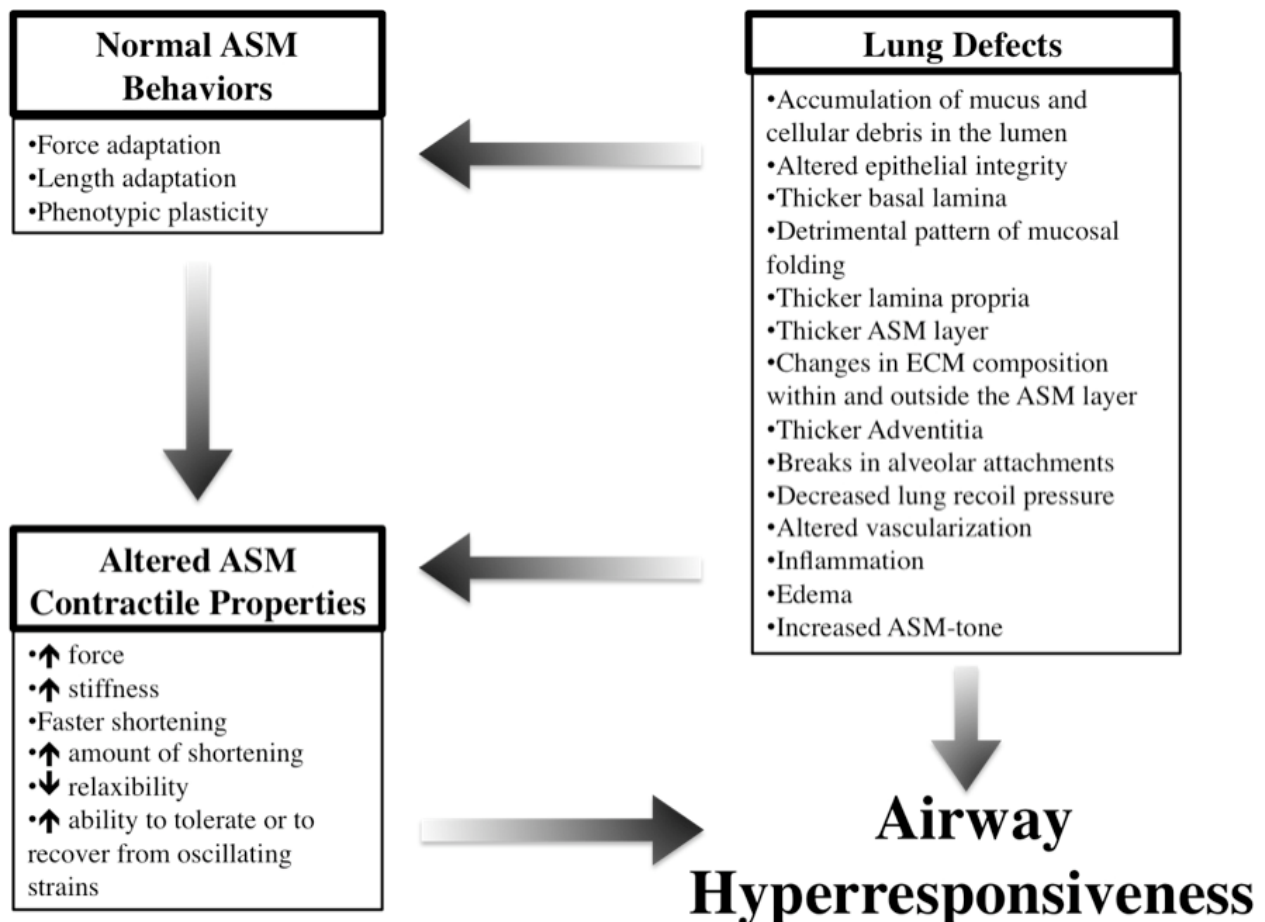 Normal ASM
Behaviors
•Force adaptation
•Length adaptation
•Phenotypic plasticity
Lung Defects
•Accumulation of mucus and
cellular debris in the lumen
•Altered epithelial integrity
•Thicker basal lamina
•Detrimental pattern of mucosal
folding
•Thicker lamina propria
•Thicker ASM layer
•Changes in ECM composition
within and outside the ASM layer
•Thicker Adventitia
•Breaks in alveolar attachments
•Decreased lung recoil pressure
•Altered vascularization
•Inflammation
•Edema
•Increased ASM-tone
Altered ASM
Contractile Properties
•↑ force
•↑ stiffness
•Faster shortening
•↑ amount of shortening
•↓ relaxibility
•↑ ability to tolerate or to
recover from oscillating
strains
Airway
Hyperresponsiveness